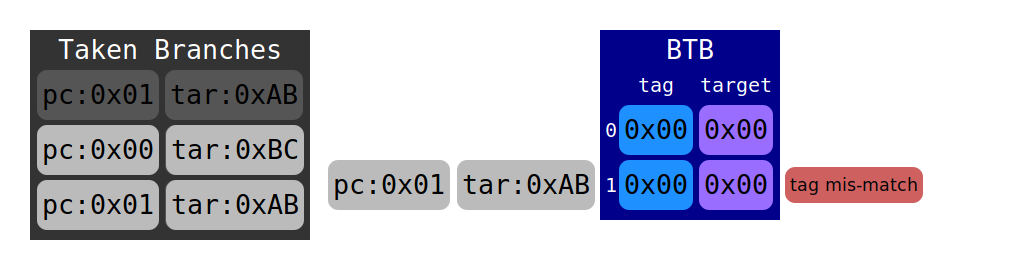 Taken Branches
pc:0x01 tar:0xAB
pc:0x00 tar:0xBC
pc:0x01 tar:0xAB
pc:0x01 tar:0xAB
BTB
tag target
0 0x00 0x00
1 0x00 0x00
tag mis-match